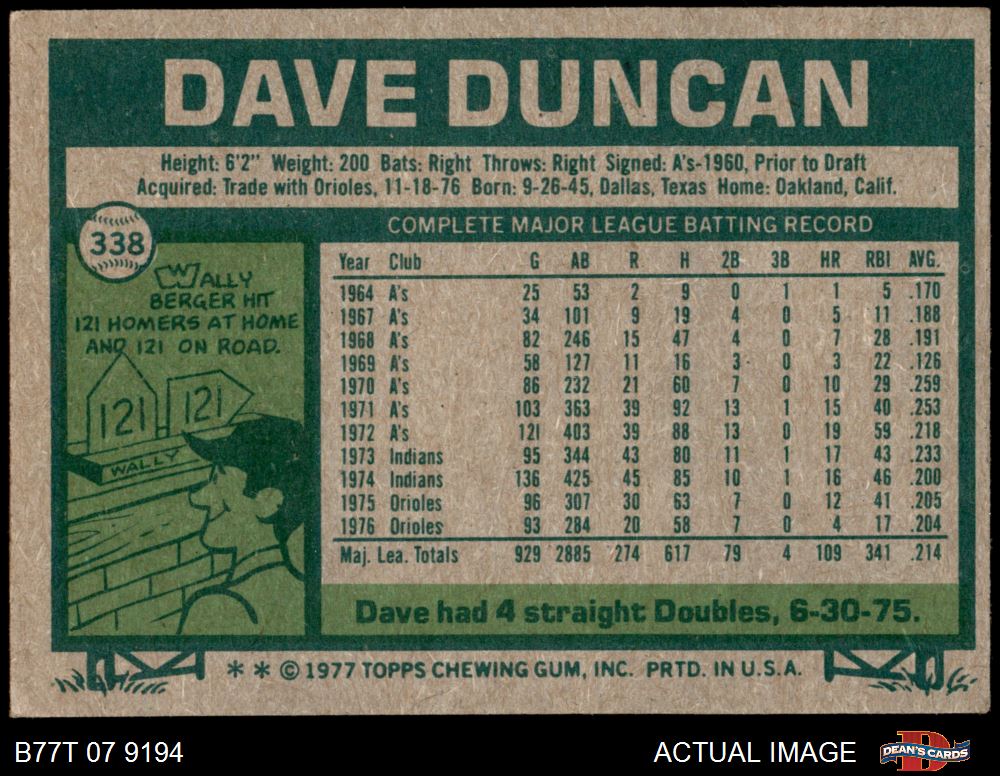 DAVE DUNCAN
Height: 6'2" Weight: 200 Bats: Right Throws: Right Signed: A's-1960, Prior to Draft
Acquired: Trade with Orioles, 11-18-76 Born: 9-26-45, Dallas, Texas Home: Oakland, Calif.
338
WALLY
BERGER HIT
121 HOMERS AT HOME
AND 121 ON ROAD.
121 121
WALLY
COMPLETE MAJOR LEAGUE BATTING RECORD
Year Club G AB R H 2B 3B HR RBI AVG.
1964 A's 25 53 2 9 0 1 1 5 .170
1967 A's 34 101 9 19 4 0 5 11 .188
1968 A's 82 246 15 47 4 0 7 28 .191
1969 A's 58 127 11 16 3 0 3 22 .126
1970 A's 86 232 21 60 7 0 10 29 .259
1971 A's 103 363 39 92 13 1 15 40 .253
1972 A's 121 403 39 88 13 0 19 59 .218
1973 Indians 95 344 43 80 11 1 17 43 .233
1974 Indians 136 425 45 85 10 1 16 46 .200
1975 Orioles 96 307 30 63 7 0 12 41 .205
1976 Orioles 93 284 20 58 7 0 4 17 .204
Maj. Lea. Totals 929 2885 274 617 79 4 109 341 .214
Dave had 4 straight Doubles, 6-30-75.
** © 1977 TOPPS CHEWING GUM, INC. PRTD. IN U.S.A.
B77T 07 9194
ACTUAL IMAGE
D
DEAN'S CARDS